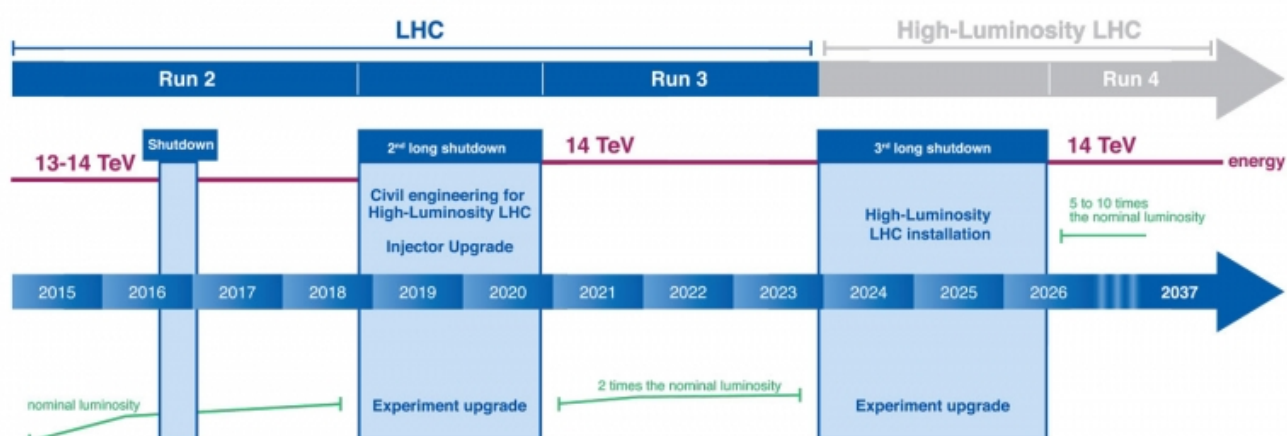 LHC
High-Luminosity LHC
Run 2
Run 3
Run 4
Shutdown
2nd long shutdown
14 TeV
3rd long shutdown
14 TeV
13-14 TeV
energy
Civil engineering for
High-Luminosity LHC
Injector Upgrade
High-Luminosity
LHC installation
5 to 10 times
the nominal luminosity
2015 2016 2017 2018 2019 2020 2021 2022 2023 2024 2025 2026 2037
nominal luminosity
Experiment upgrade
2 times the nominal luminosity
Experiment upgrade